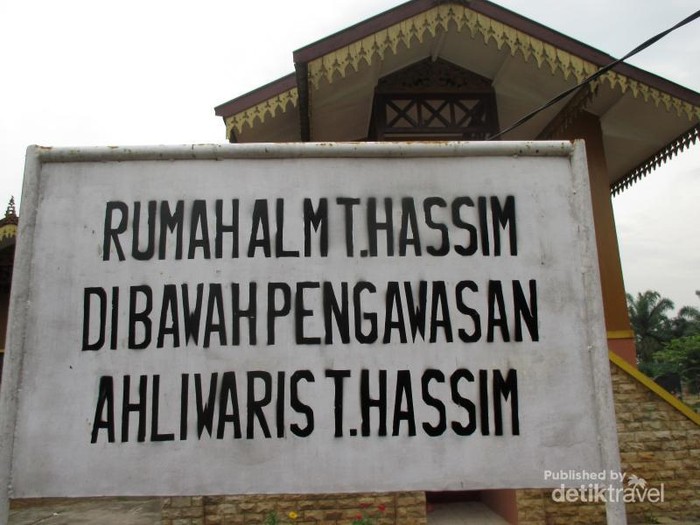 RUMAH ALM T.HASSIM
DI BAWAH PENGAWASAN
AHLI WARIS T.HASSIM
Published by
detiktravel